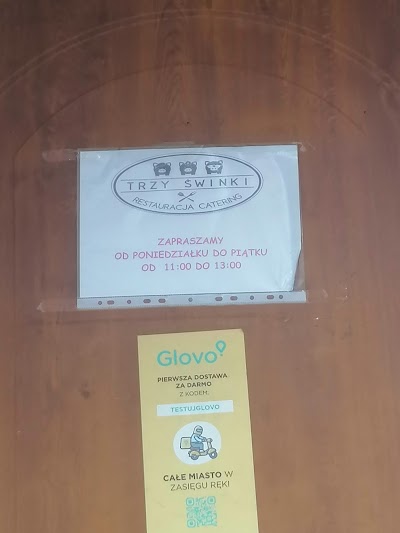 TRZY ŚWINKI
RESTAURACJA CATERING
ZAPRASZAMY
OD PONIEDZIAŁKU DO PIĄTKU
OD 11:00 DO 13:00
Glovo
PIERWSZA DOSTAWA
ZA DARMO
Z KODEM:
TESTUJGLOVO
CAŁE MIASTO W
ZASIĘGU RĘKI